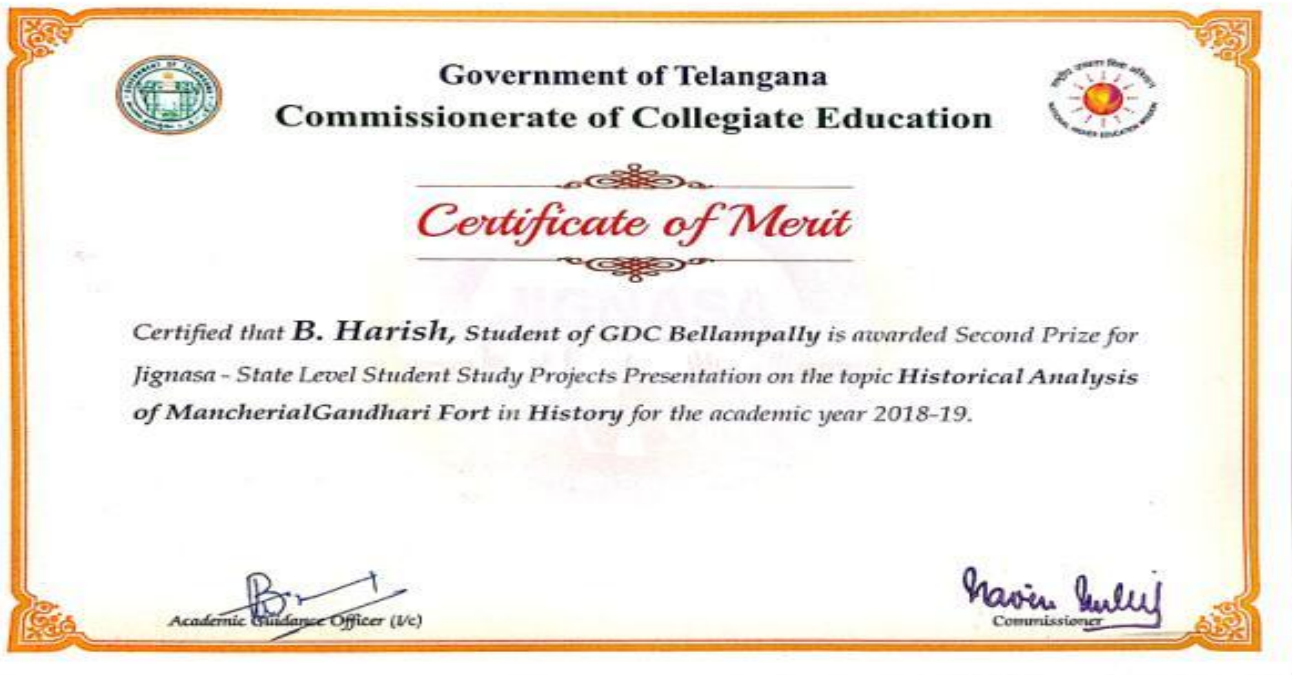 Government of Telangana
Commissionerate of Collegiate Education
Certificate of Merit
JIGNASA
Certified that B. Harish, Student of GDC Bellampally is awarded Second Prize for
Jignasa - State Level Student Study Projects Presentation on the topic Historical Analysis
of MancherialGandhari Fort in History for the academic year 2018-19.
Academic Guidance Officer (I/c)
Commissioner